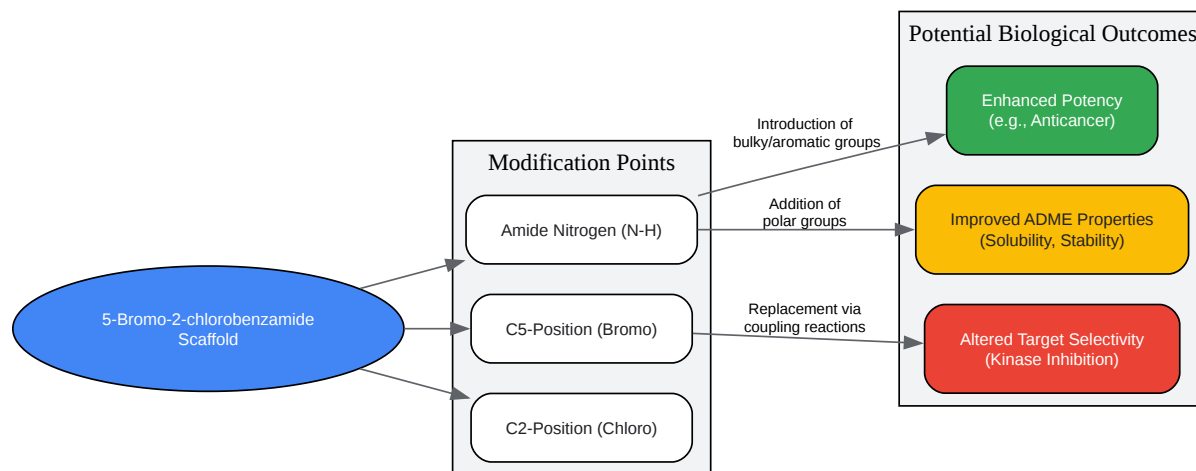 5-Bromo-2-chlorobenzamide
Scaffold
Modification Points
Amide Nitrogen (N-H)
C5-Position (Bromo)
C2-Position (Chloro)
Introduction of
bulky/aromatic groups
Addition of
polar groups
Replacement via
coupling reactions
Potential Biological Outcomes
Enhanced Potency
(e.g., Anticancer)
Improved ADME Properties
(Solubility, Stability)
Altered Target Selectivity
(Kinase Inhibition)